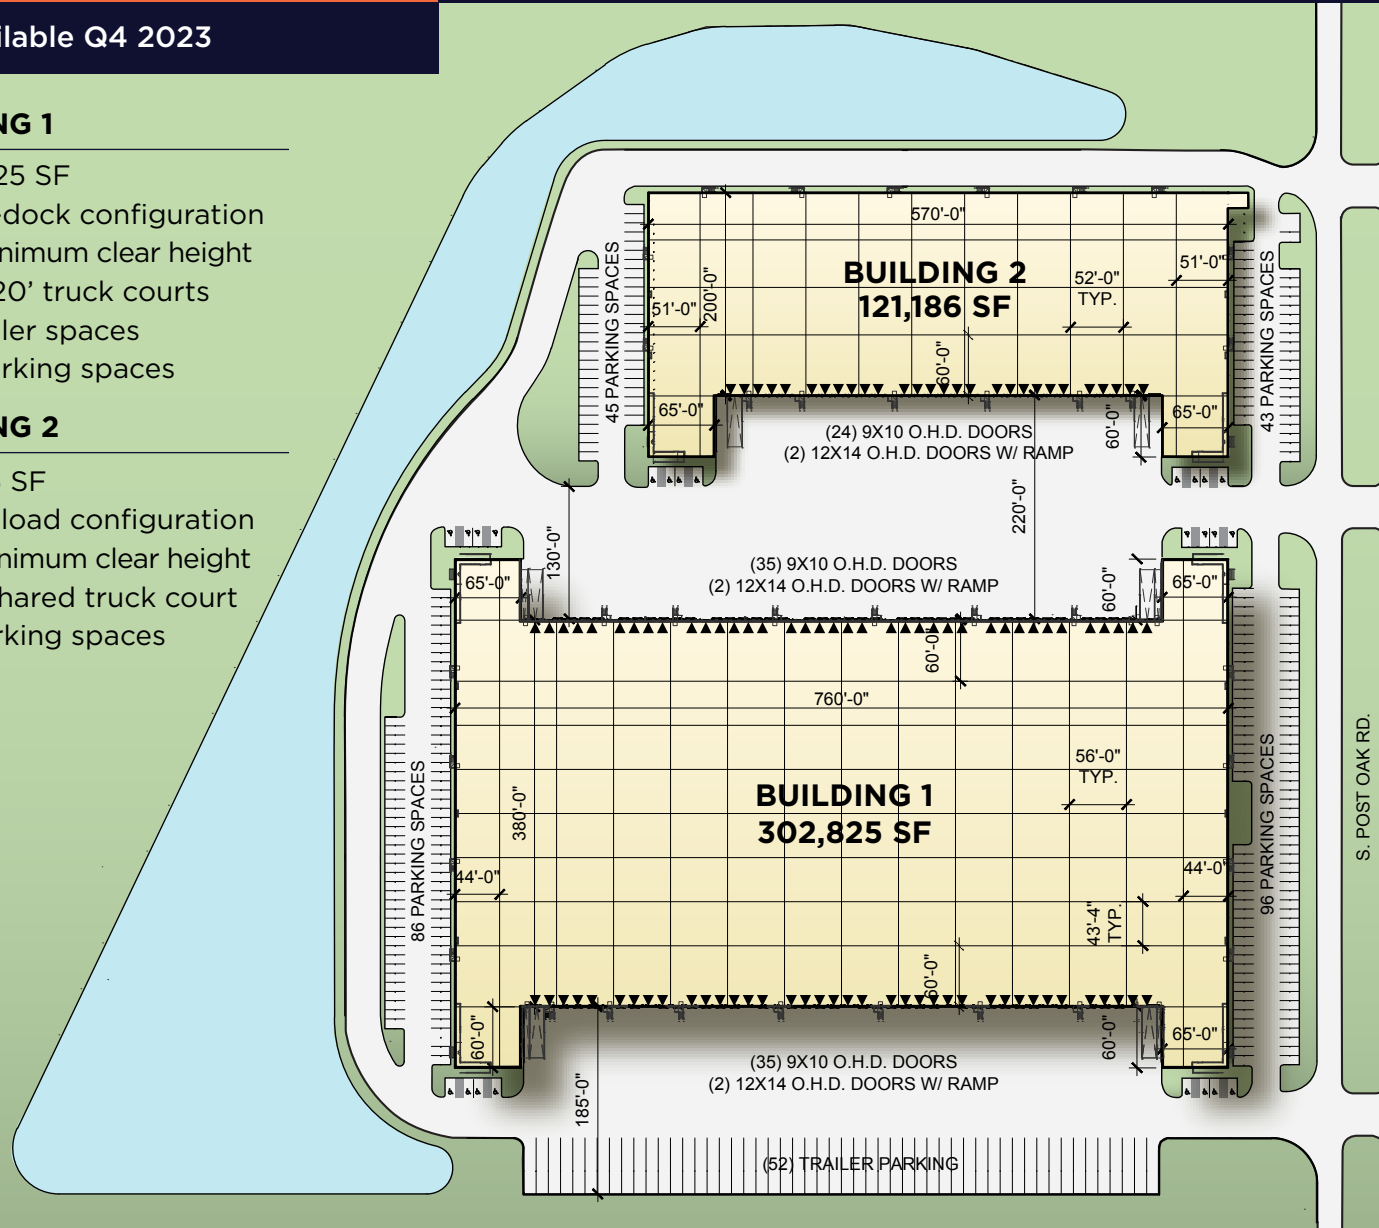 ilable Q4 2023
NG 1
25 SF
-dock configuration
nimum clear height
20' truck courts
ler spaces
arking spaces
NG 2
SF
load configuration
nimum clear height
hared truck court
rking spaces
570'-0"
BUILDING 2
121,186 SF
52'-0"
TYP.
51'-0"
51'-0"
200'-0"
60'-0"
45 PARKING SPACES
43 PARKING SPACES
65'-0"
65'-0"
60'-0"
(24) 9X10 O.H.D. DOORS
(2) 12X14 O.H.D. DOORS W/ RAMP
220'-0"
130'-0"
(35) 9X10 O.H.D. DOORS
(2) 12X14 O.H.D. DOORS W/ RAMP
65'-0"
60'-0"
65'-0"
60'-0"
760'-0"
56'-0"
TYP.
BUILDING 1
302,825 SF
380'-0"
44'-0"
44'-0"
43'-4"
TYP.
86 PARKING SPACES
96 PARKING SPACES
S. POST OAK RD.
60'-0"
60'-0"
60'-0"
65'-0"
(35) 9X10 O.H.D. DOORS
(2) 12X14 O.H.D. DOORS W/ RAMP
185'-0"
(52) TRAILER PARKING